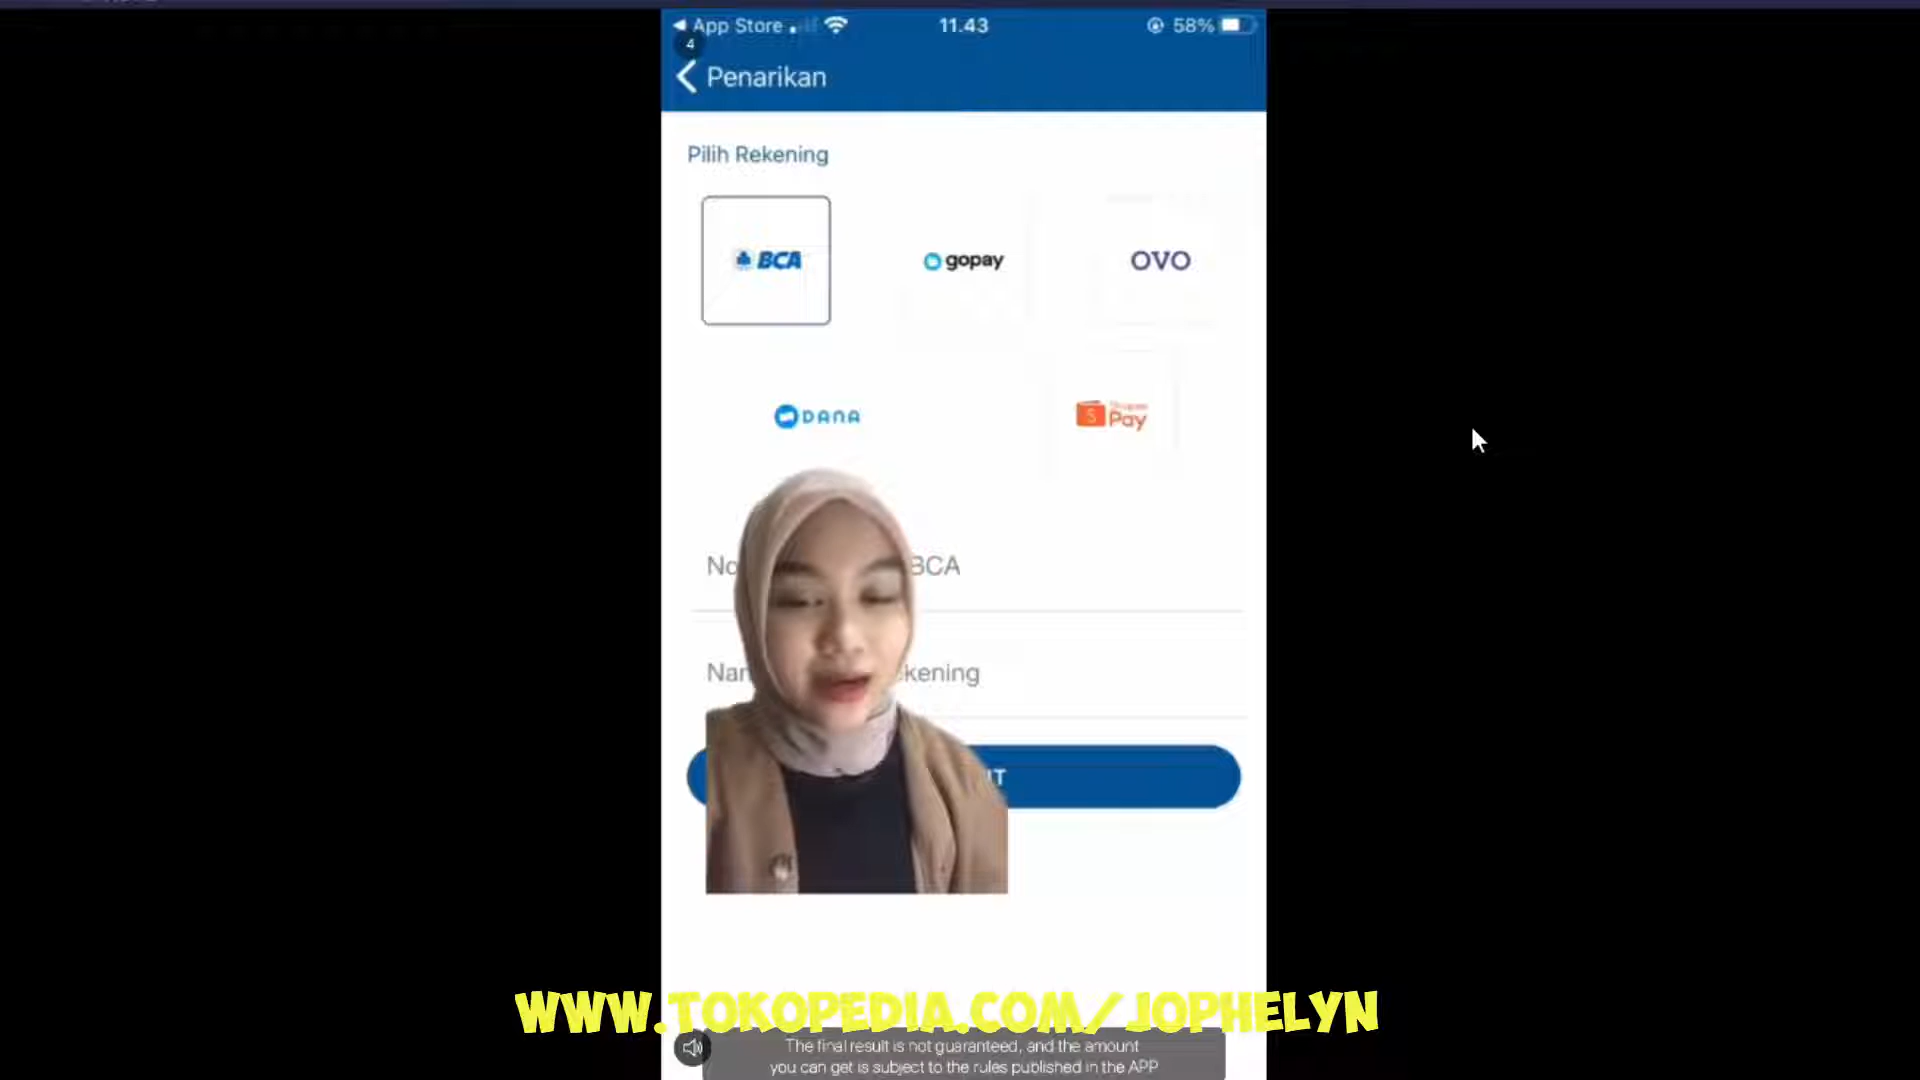 App Store
11.43
58%
4
Penarikan
Pilih Rekening
BCA
gopay
OVO
DANA
Pay
BCA
WWW.TOKOPEDIA.COM/JOPHELYN
The final result is not guaranteed, and the amount
you can get is subject to the rules published in the APP